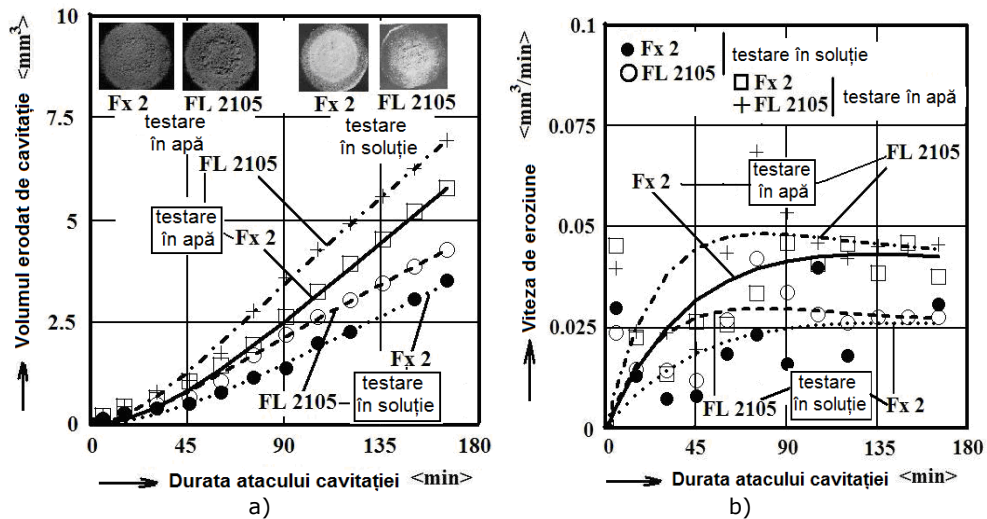 Volumul erodat de cavitație <mm³>
10
7.5
5
2.5
0
Fx 2
FL 2105
testare
în apă
Fx 2
FL 2105
testare
în soluție
FL 2105
testare
în apă
Fx 2
Fx 2
FL 2105
testare
în soluție
0
45
90
135
180
Durata atacului cavitației <min>
a)
Viteza de eroziune <mm³/min>
0.1
0.075
0.05
0.025
0
Fx 2
FL 2105
testare în soluție
Fx 2
FL 2105
testare în apă
FL 2105
Fx 2
testare
în apă
FL 2105
testare
în soluție
Fx 2
0
45
90
135
180
Durata atacului cavitației <min>
b)